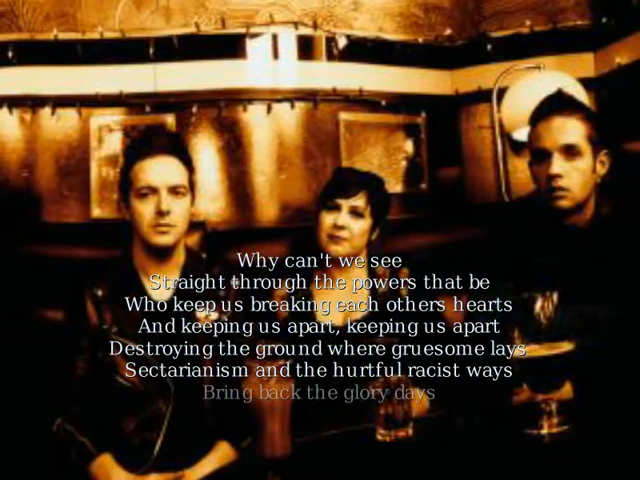 Why can't we see
Straight through the powers that be
Who keep us breaking each others hearts
And keeping us apart, keeping us apart
Destroying the ground where gruesome lays
Sectarianism and the hurtful racist ways
Bring back the glory days